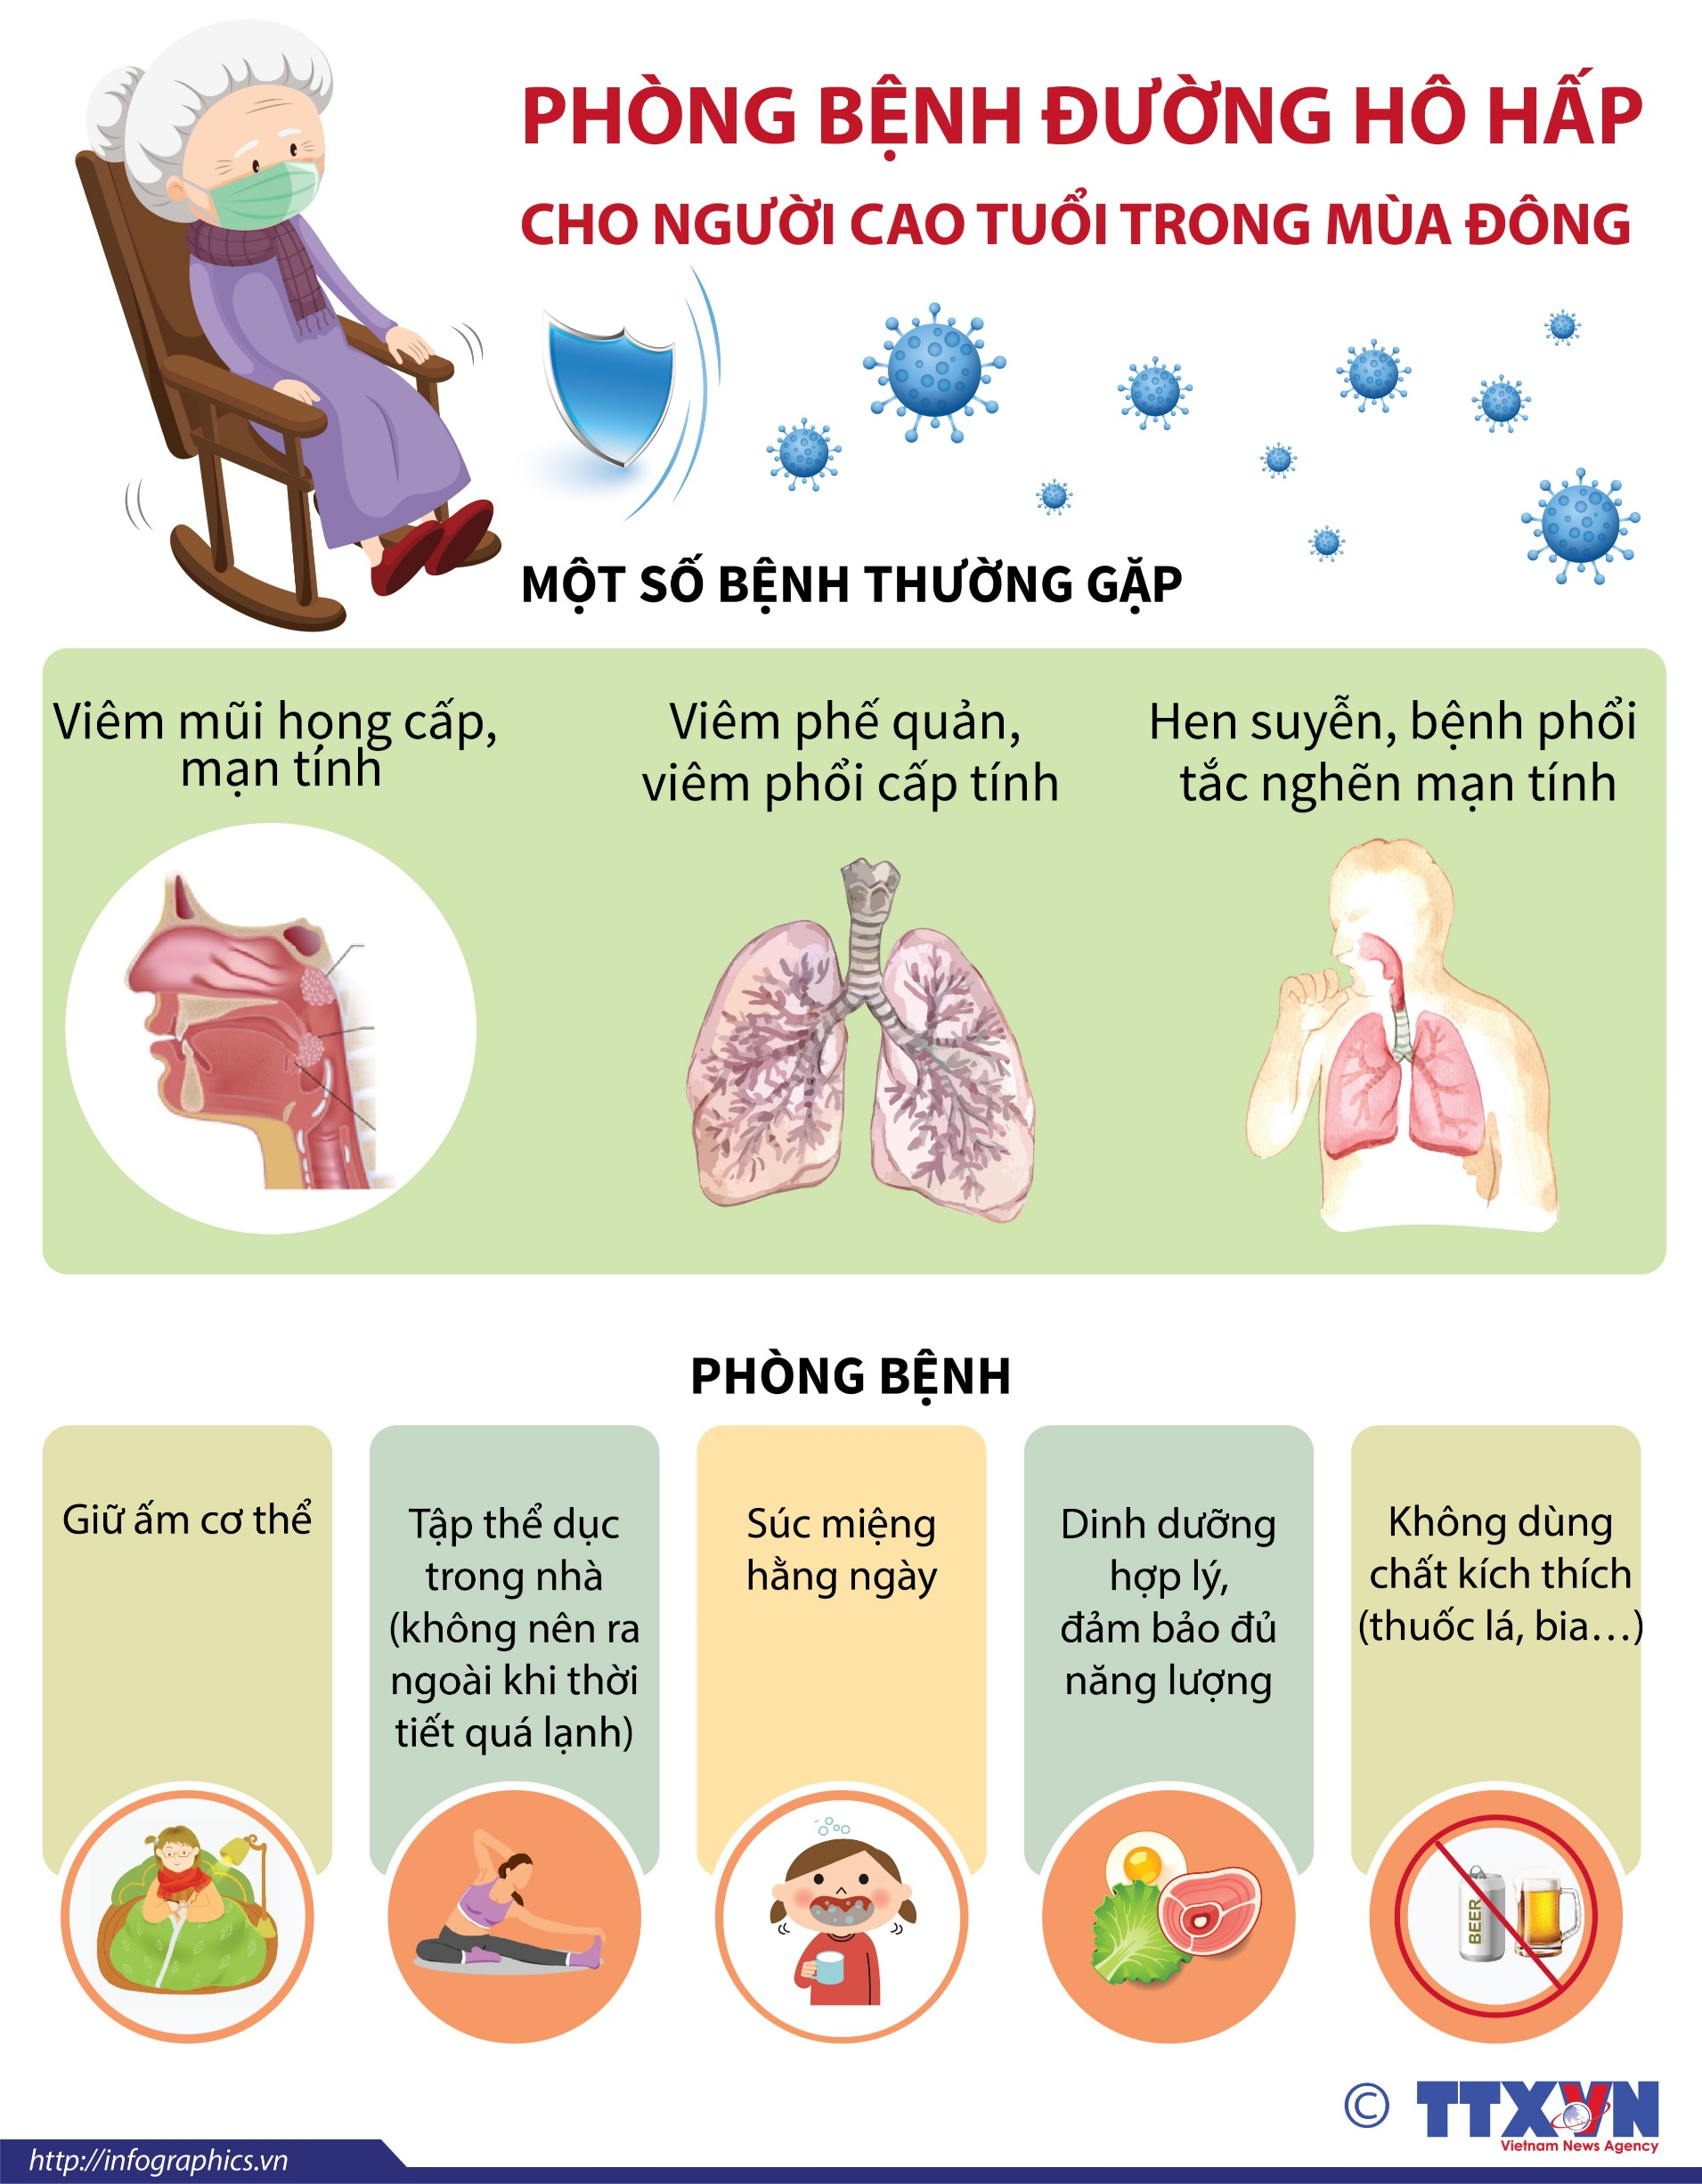 PHÒNG BỆNH ĐƯỜNG HÔ HẤP
CHO NGƯỜI CAO TUỔI TRONG MÙA ĐÔNG
MỘT SỐ BỆNH THƯỜNG GẶP
Viêm mũi họng cấp,
mạn tính
Viêm phế quản,
viêm phổi cấp tính
Hen suyễn, bệnh phổi
tắc nghẽn mạn tính
PHÒNG BỆNH
Giữ ấm cơ thể
Tập thể dục
trong nhà
(không nên ra
ngoài khi thời
tiết quá lạnh)
Súc miệng
hằng ngày
Dinh dưỡng
hợp lý,
đảm bảo đủ
năng lượng
Không dùng
chất kích thích
(thuốc lá, bia...)
BEER
© TTXVN
Vietnam News Agency
http://infographics.vn